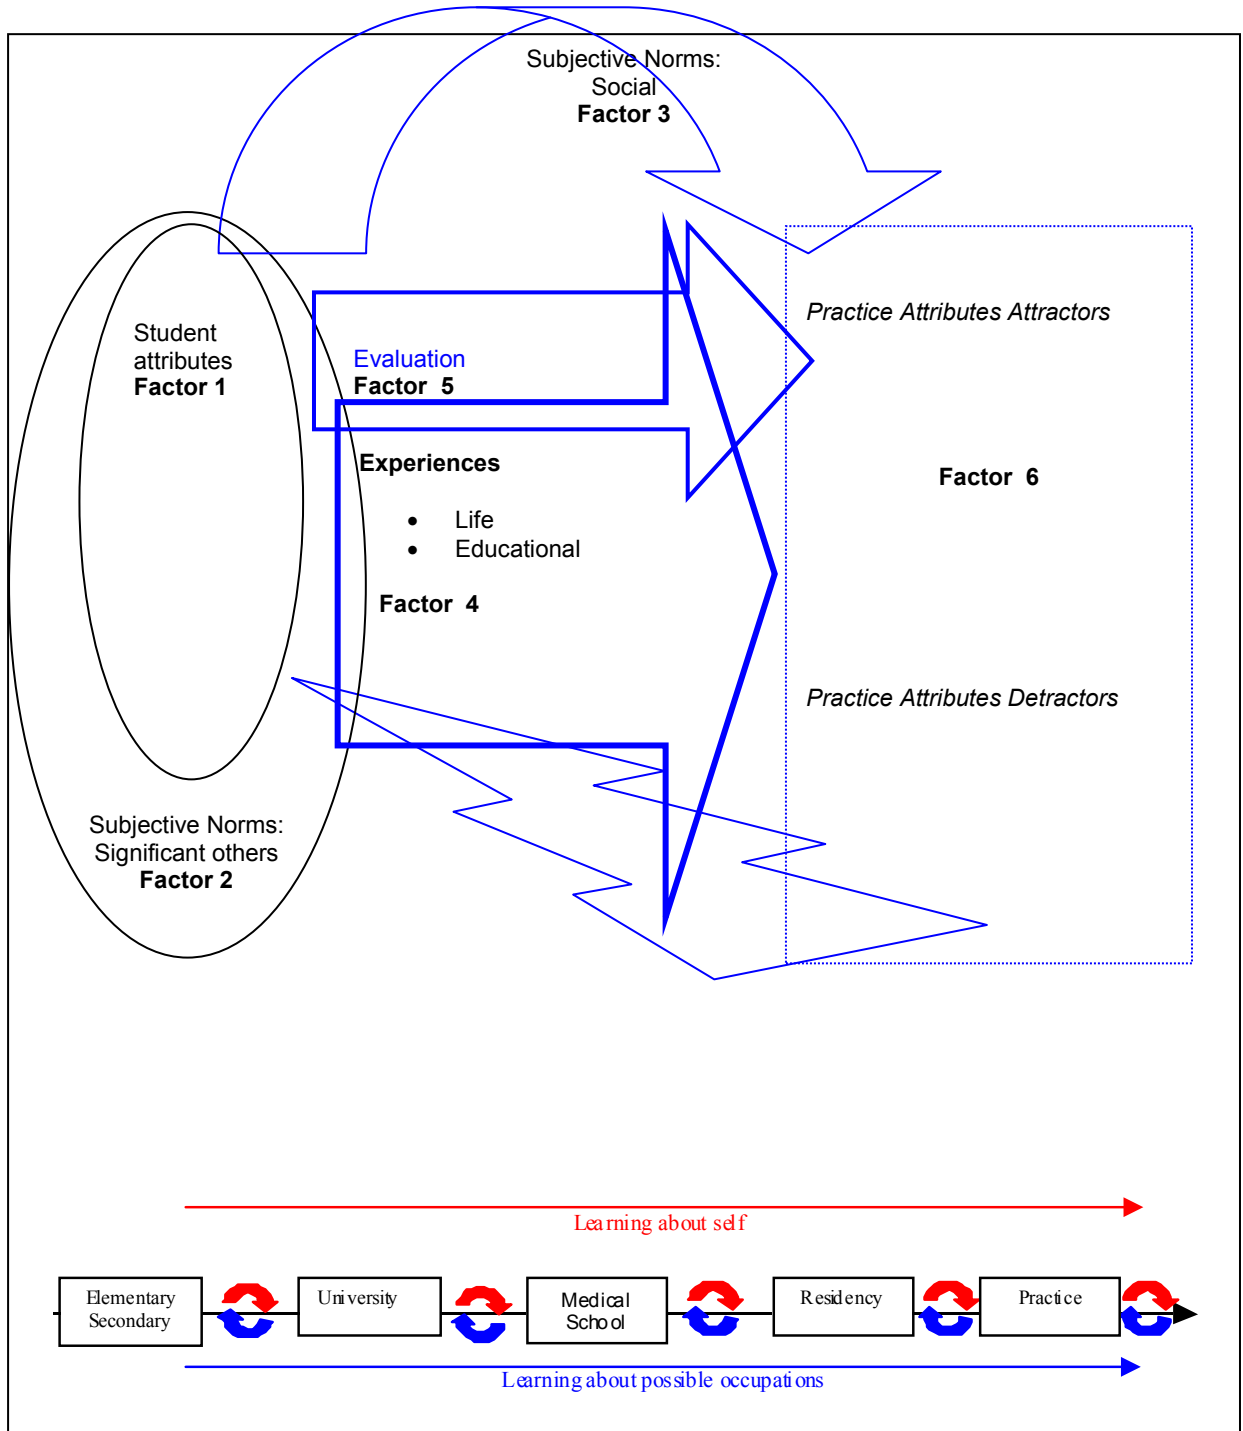 Subjective Norms:
Social
Factor 3
Student
attributes
Factor 1
Evaluation
Factor 5
Experiences
• Life
• Educational
Factor 4
Practice Attributes Attractors
Factor 6
Practice Attributes Detractors
Subjective Norms:
Significant others
Factor 2
Learning about self
Elementary
Secondary
University
Medical
School
Residency
Practice
Learning about possible occupations